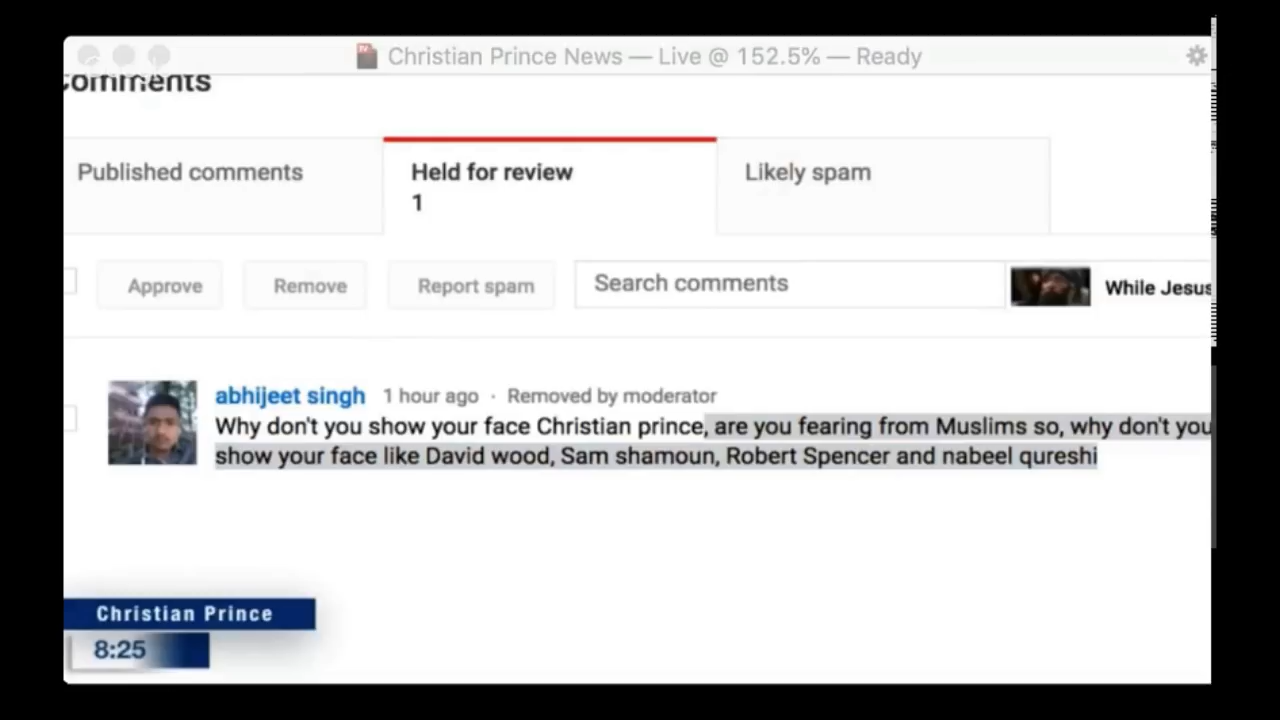 Christian Prince News — Live @ 152.5% — Ready
comments
Published comments
Held for review
1
Likely spam
Approve
Remove
Report spam
Search comments
While Jesus
abhijeet singh 1 hour ago · Removed by moderator
Why don't you show your face Christian prince, are you fearing from Muslims so, why don't you
show your face like David wood, Sam shamoun, Robert Spencer and nabeel qureshi
Christian Prince
8:25